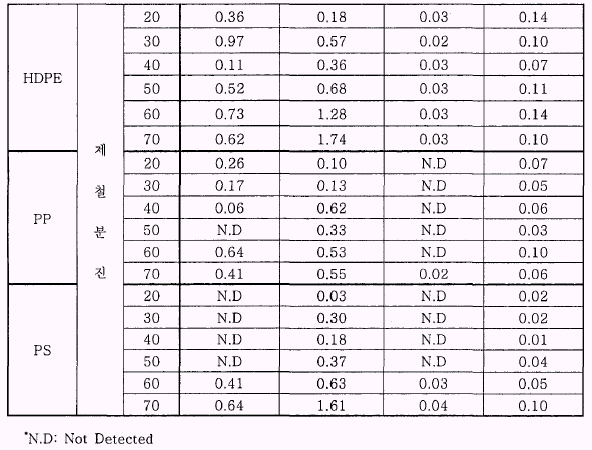 HDPE 제철분진 20 0.36 0.18 0.03 0.14
30 0.97 0.57 0.02 0.10
40 0.11 0.36 0.03 0.07
50 0.52 0.68 0.03 0.11
60 0.73 1.28 0.03 0.14
70 0.62 1.74 0.03 0.10
PP 20 0.26 0.10 N.D 0.07
30 0.17 0.13 N.D 0.05
40 0.06 0.62 N.D 0.06
50 N.D 0.33 N.D 0.03
60 0.64 0.53 N.D 0.10
70 0.41 0.55 0.02 0.06
PS 20 N.D 0.03 N.D 0.02
30 N.D 0.30 N.D 0.02
40 N.D 0.18 N.D 0.01
50 N.D 0.37 N.D 0.04
60 0.41 0.63 0.03 0.05
70 0.64 1.61 0.04 0.10
*N.D: Not Detected